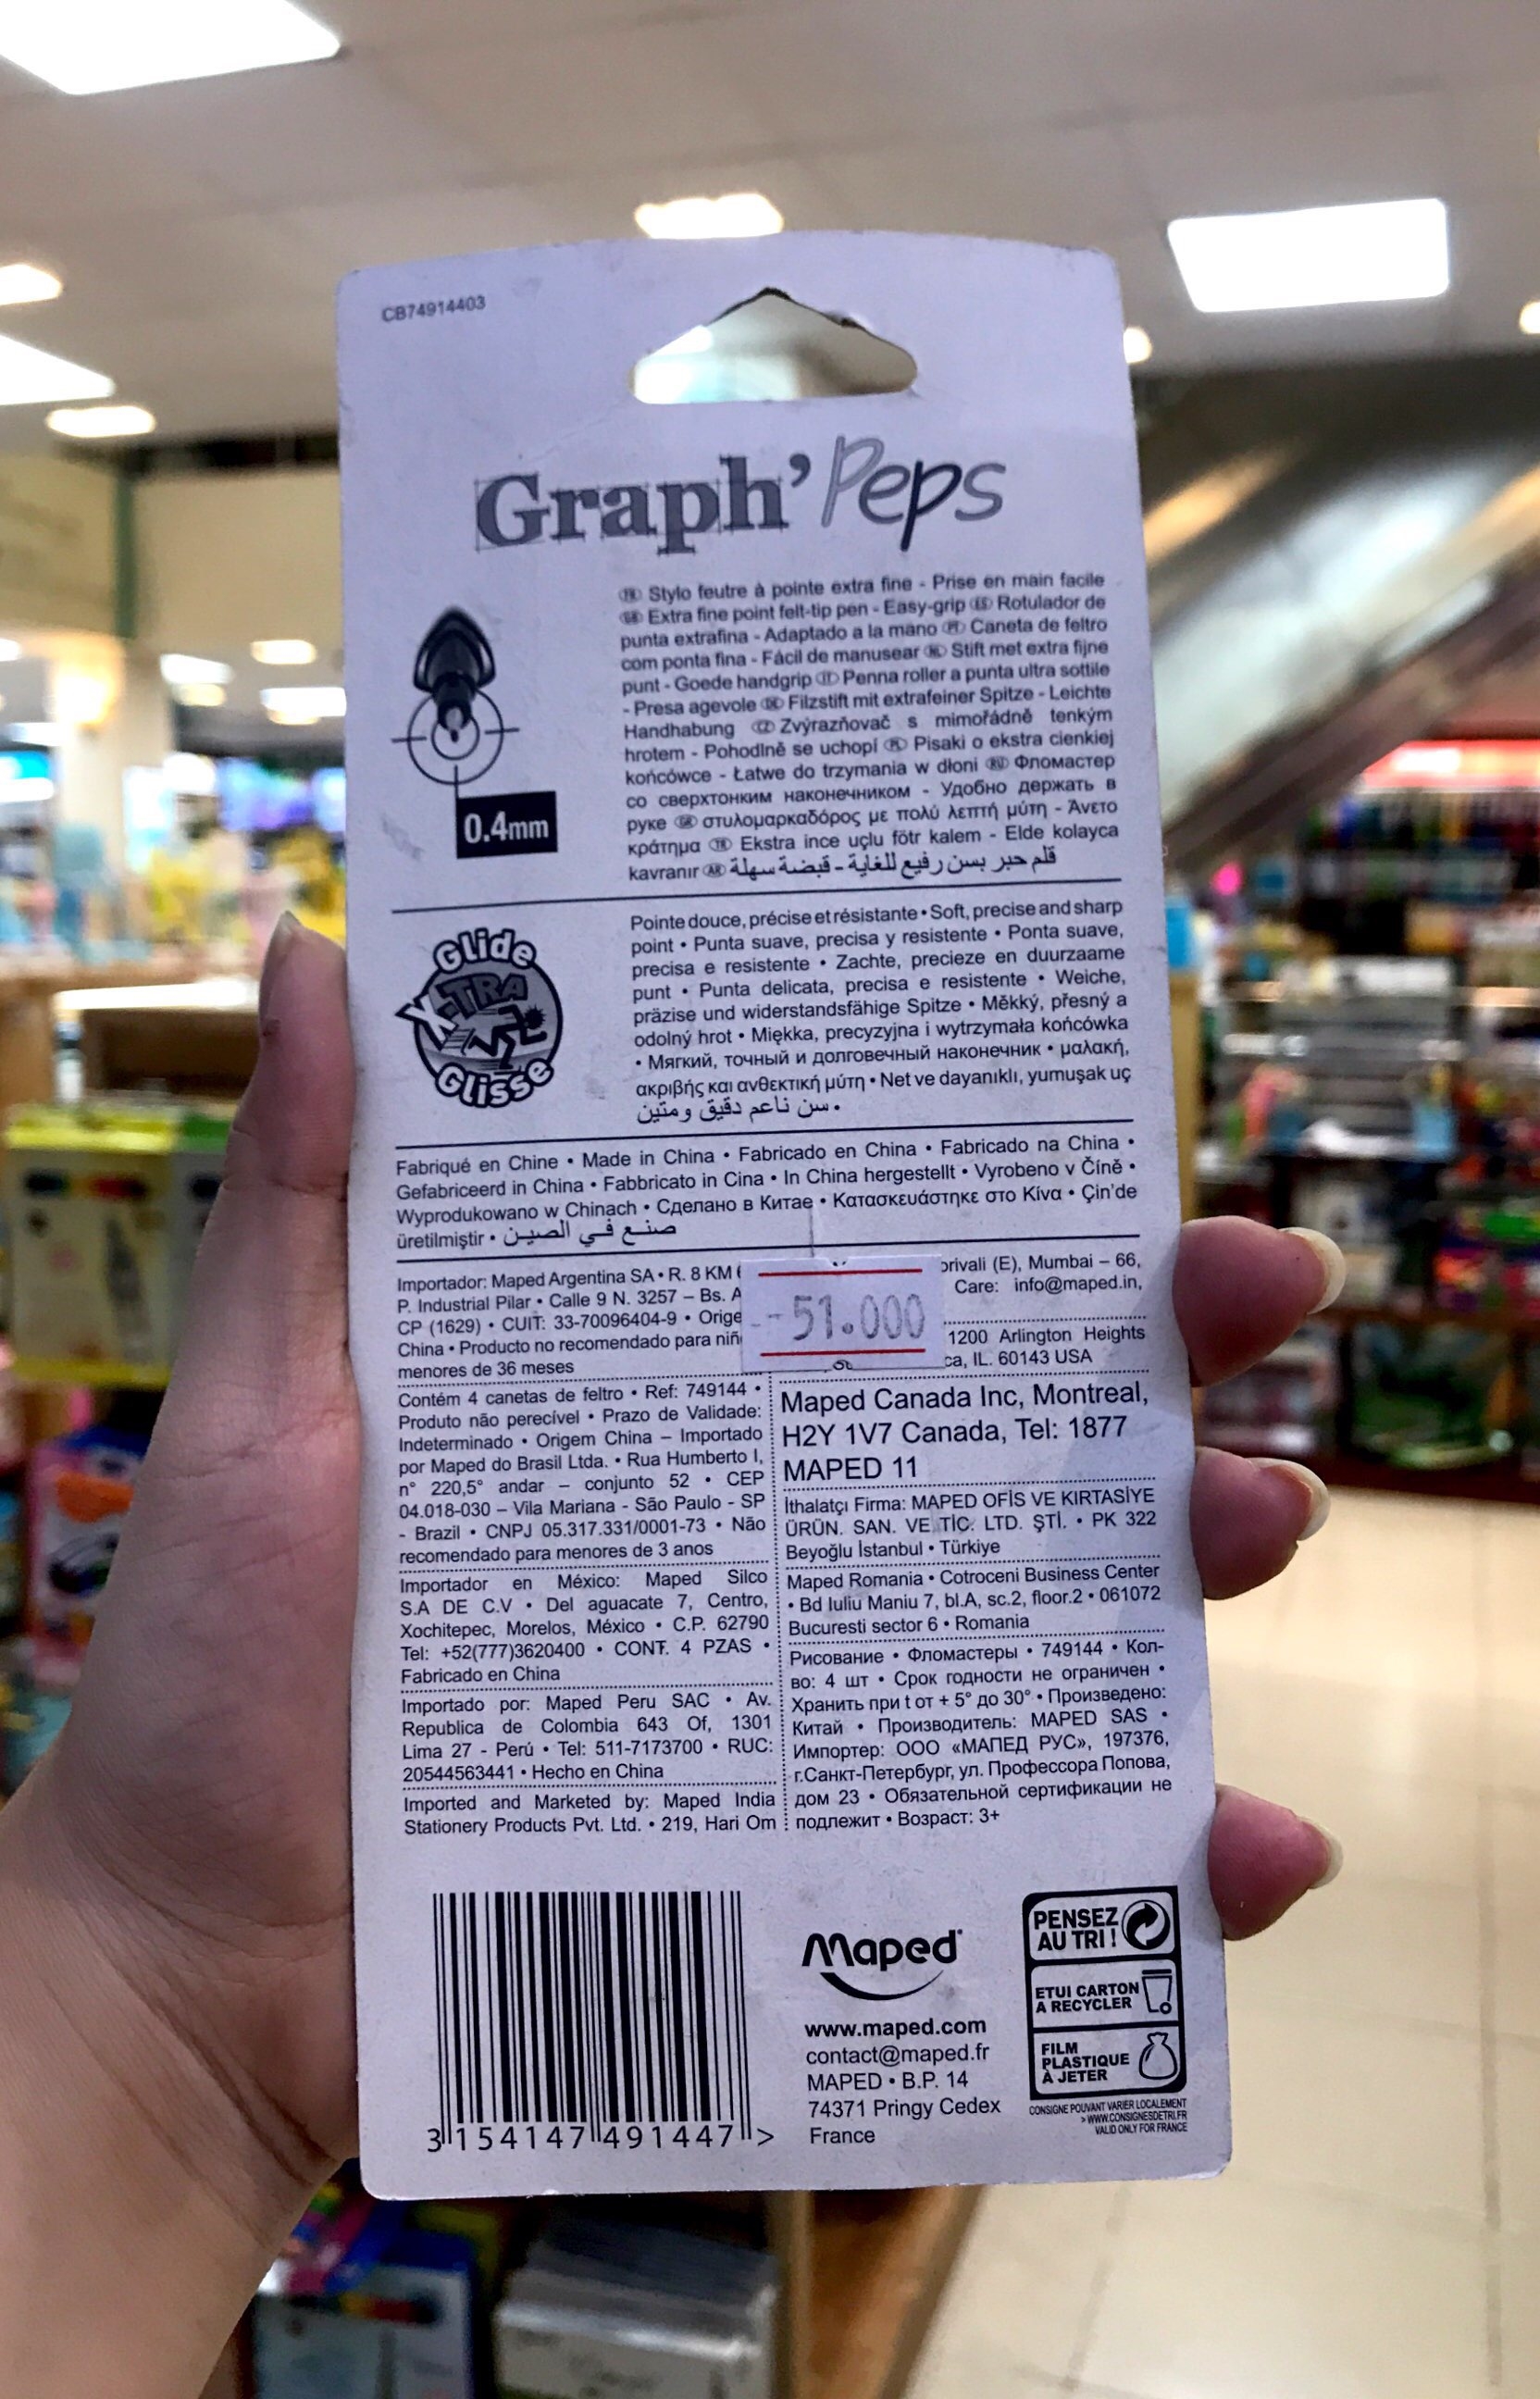 CB74914403
Graph'Peps
FR Stylo feutre à pointe extra fine - Prise en main facile
GB Extra fine point felt-tip pen - Easy-grip ES Rotulador de
punta extrafina - Adaptado a la mano PT Caneta de feltro
com ponta fina - Fácil de manusear NL Stift met extra fijne
punt - Goede handgrip IT Penna roller a punta ultra sottile
- Presa agevole DE Filzstift mit extrafeiner Spitze - Leichte
Handhabung CZ Zvýrazňovač s mimořádně tenkým
hrotem - Pohodlně se uchopí PL Pisaki o ekstra cienkiej
końcówce - Łatwe do trzymania w dłoni RU Фломастер
со сверхтонким наконечником - Удобно держать в
руке GR στυλομαρκαδόρος με πολύ λεπτή μύτη - Άνετο
κράτημα TR Ekstra ince uçlu fötr kalem - Elde kolayca
kavranır AR قلم حبر بسن رفيع للغاية - قبضة سهلة
0.4mm
Glide
X-TRA
Glisse
Pointe douce, précise et résistante • Soft, precise and sharp
point • Punta suave, precisa y resistente • Ponta suave,
precisa e resistente • Zachte, precieze en duurzaame
punt • Punta delicata, precisa e resistente • Weiche,
präzise und widerstandsfähige Spitze • Měkký, přesný a
odolný hrot • Miękka, precyzyjna i wytrzymała końcówka
• Мягкий, точный и долговечный наконечник • μαλακή,
ακριβής και ανθεκτική μύτη • Net ve dayanıklı, yumuşak uç
• سن ناعم دقيق ومتين
Fabriqué en Chine • Made in China • Fabricado en China • Fabricado na China •
Gefabriceerd in China • Fabbricato in Cina • In China hergestellt • Vyrobeno v Číně •
Wyprodukowano w Chinach • Сделано в Китае • Κατασκευάστηκε στο Κίνα • Çin'de
üretilmiştir • صنع في الصين
Importador: Maped Argentina SA • R. 8 KM
P. Industrial Pilar • Calle 9 N. 3257 – Bs.
CP (1629) • CUIT: 33-70096404-9 •
China • Producto no recomendado para
menores de 36 meses
Contém 4 canetas de feltro • Ref: 749144 •
Produto não perecível • Prazo de Validade:
Indeterminado • Origem China – Importado
por Maped do Brasil Ltda. • Rua Humberto I,
n° 220,5° andar – conjunto 52 • CEP
04.018-030 – Vila Mariana - São Paulo - SP
- Brazil • CNPJ 05.317.331/0001-73 • Não
recomendado para menores de 3 anos
Importador en México: Maped Silco
S.A DE C.V • Del aguacate 7, Centro,
Xochitepec, Morelos, México • C.P. 62790
Tel: +52(777)3620400 • CONT. 4 PZAS •
Fabricado en China
Importado por: Maped Peru SAC • Av.
Republica de Colombia 643 Of, 1301
Lima 27 - Perú • Tel: 511-7173700 • RUC:
20544563441 • Hecho en China
Imported and Marketed by: Maped India
Stationery Products Pvt. Ltd. • 219, Hari Om
51.000
(E), Mumbai – 66,
Care: info@maped.in,
1200 Arlington Heights
IL. 60143 USA
Maped Canada Inc, Montreal,
H2Y 1V7 Canada, Tel: 1877
MAPED 11
İthalatçı Firma: MAPED OFİS VE KIRTASİYE
ÜRÜN. SAN. VE TİC. LTD. ŞTİ. • PK 322
Beyoğlu İstanbul • Türkiye
Maped Romania • Cotroceni Business Center
• Bd Iuliu Maniu 7, bl.A, sc.2, floor.2 • 061072
Bucuresti sector 6 • Romania
Рисование • Фломастеры • 749144 • Кол-
во: 4 шт • Срок годности не ограничен •
Хранить при t от + 5° до 30° • Произведено:
Китай • Производитель: MAPED SAS •
Импортер: ООО «МАПЕД РУС», 197376,
г.Санкт-Петербург, ул. Профессора Попова,
дом 23 • Обязательной сертификации не
подлежит • Возраст: 3+
3 154147 491447 >
Maped
www.maped.com
contact@maped.fr
MAPED • B.P. 14
74371 Pringy Cedex
France
PENSEZ
AU TRI !
ETUI CARTON
A RECYCLER
FILM
PLASTIQUE
À JETER
CONSIGNE POUVANT VARIER LOCALEMENT
> WWW.CONSIGNESDETRI.FR
VALID ONLY FOR FRANCE